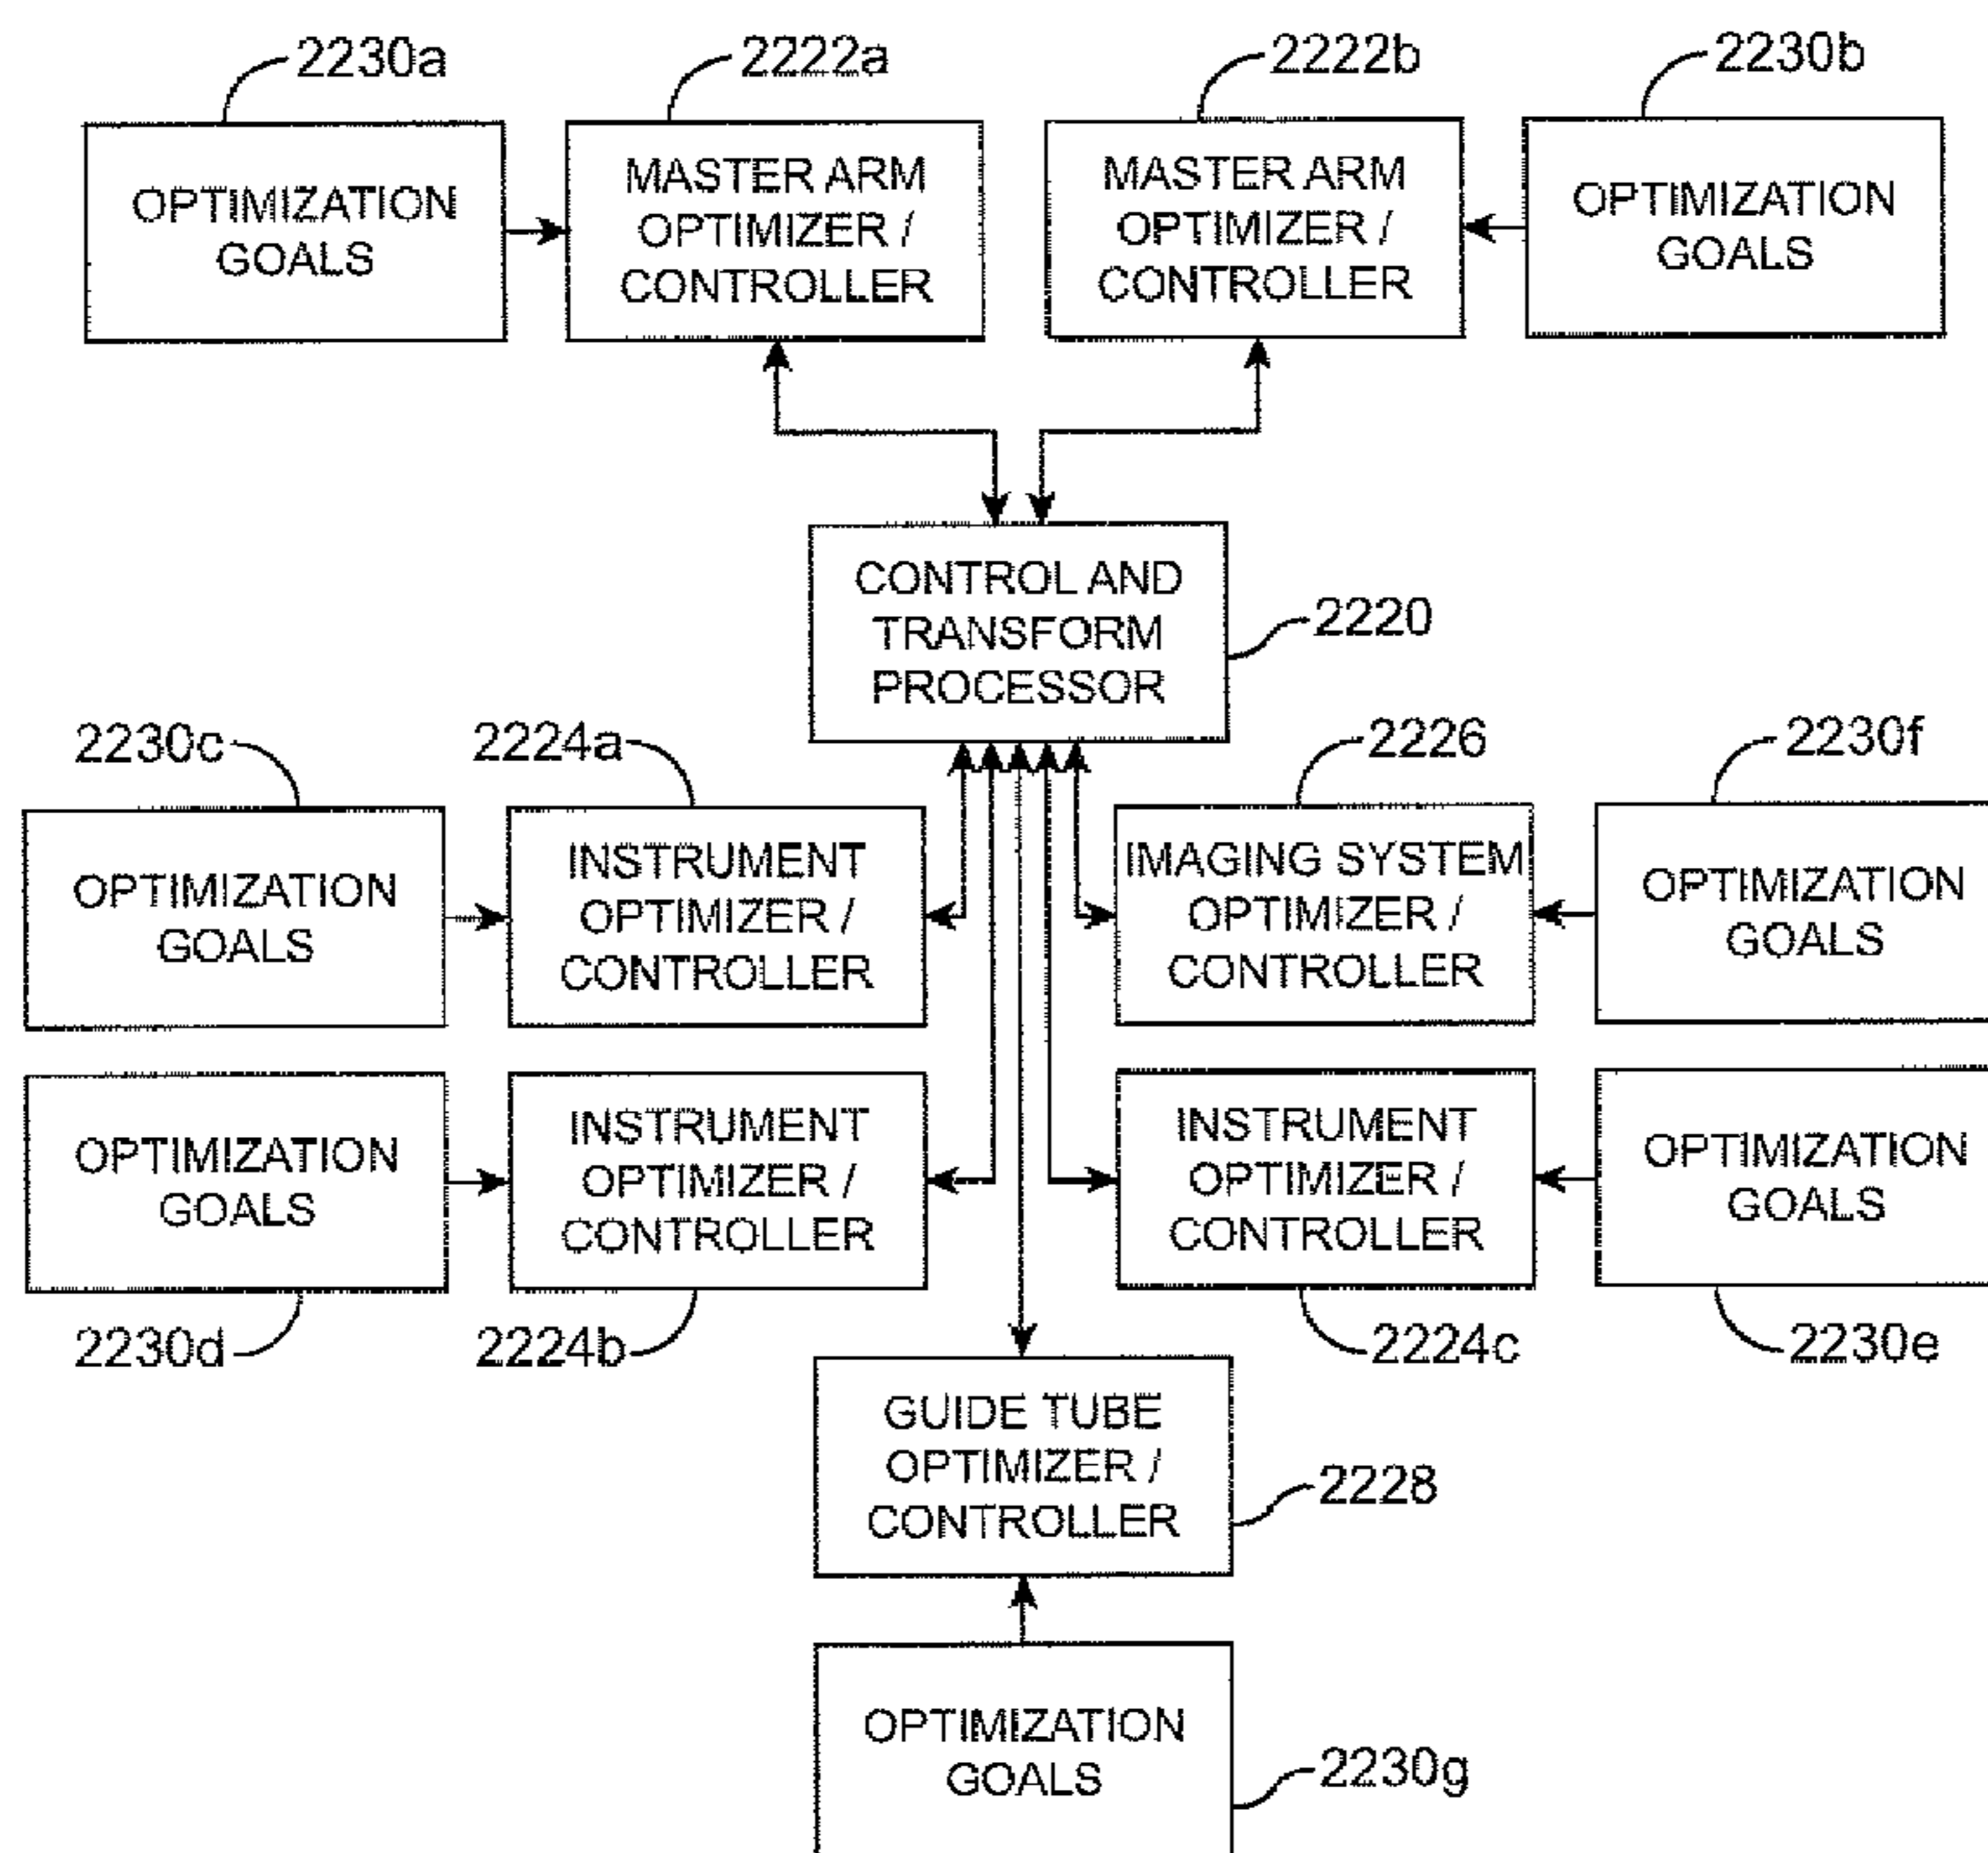 2230a
2222a
2222b
2230b
OPTIMIZATION
GOALS
MASTER ARM
OPTIMIZER /
CONTROLLER
MASTER ARM
OPTIMIZER /
CONTROLLER
OPTIMIZATION
GOALS
CONTROL AND
TRANSFORM
PROCESSOR
2220
2230c
2224a
2226
2230f
OPTIMIZATION
GOALS
INSTRUMENT
OPTIMIZER /
CONTROLLER
IMAGING SYSTEM
OPTIMIZER /
CONTROLLER
OPTIMIZATION
GOALS
OPTIMIZATION
GOALS
INSTRUMENT
OPTIMIZER /
CONTROLLER
INSTRUMENT
OPTIMIZER /
CONTROLLER
OPTIMIZATION
GOALS
2230d
2224b
2224c
2230e
GUIDE TUBE
OPTIMIZER /
CONTROLLER
2228
OPTIMIZATION
GOALS
2230g